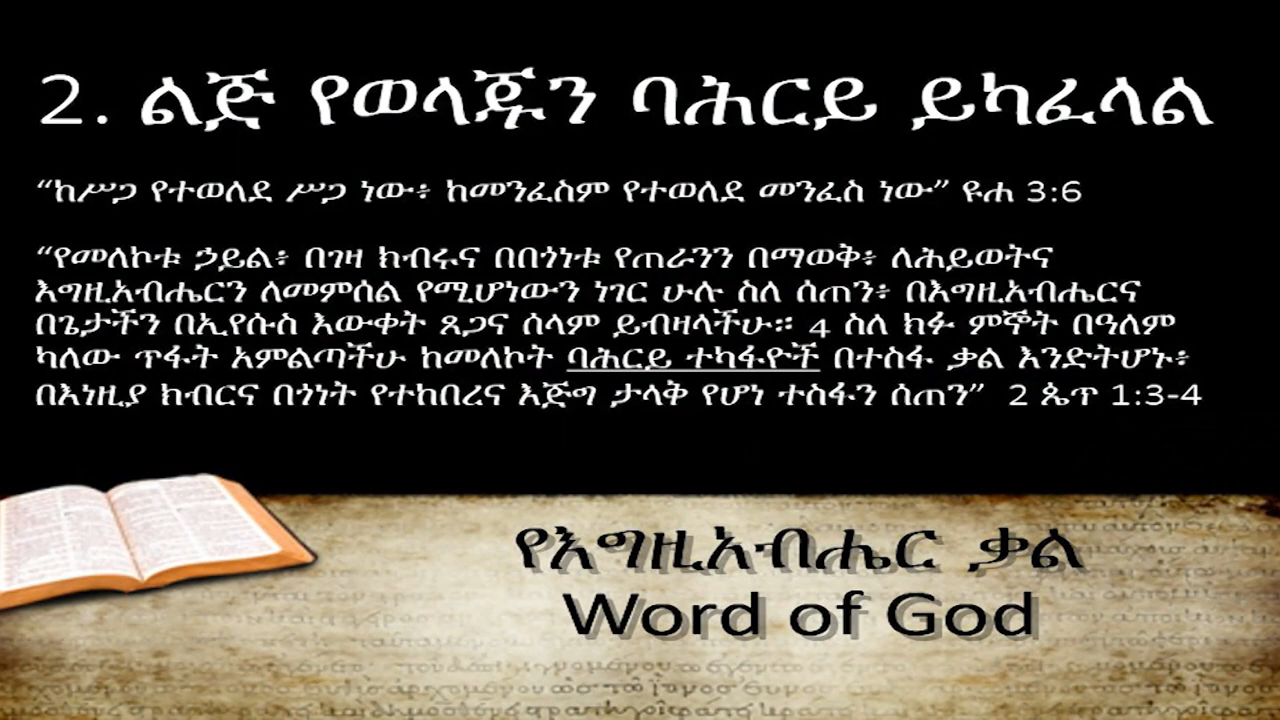 2. ልጅ የወላጁን ባሕርይ ይካፈላል
“ከሥጋ የተወለደ ሥጋ ነው፥ ከመንፈስም የተወለደ መንፈስ ነው” ዩሐ 3:6
“የመለኮቱ ኃይል፥ በገዛ ክብሩና በበጎነቱ የጠራንን በማወቅ፥ ለሕይወትና
እግዚአብሔርን ለመምሰል የሚሆነውን ነገር ሁሉ ስለ ሰጠን፥ በእግዚአብሔርና
በጌታችን በኢየሱስ እውቀት ጸጋና ሰላም ይብዛላችሁ። 4 ስለ ክፉ ምኞት በዓለም
ካለው ጥፋት አምልጣችሁ ከመለኮት ባሕርይ ተካፋዮች በተስፋ ቃል እንድትሆኑ፥
በእነዚያ ክብርና በጎነት የተከበረና እጅግ ታላቅ የሆነ ተስፋን ሰጠን” 2 ጴጥ 1:3-4
የእግዚአብሔር ቃል
Word of God